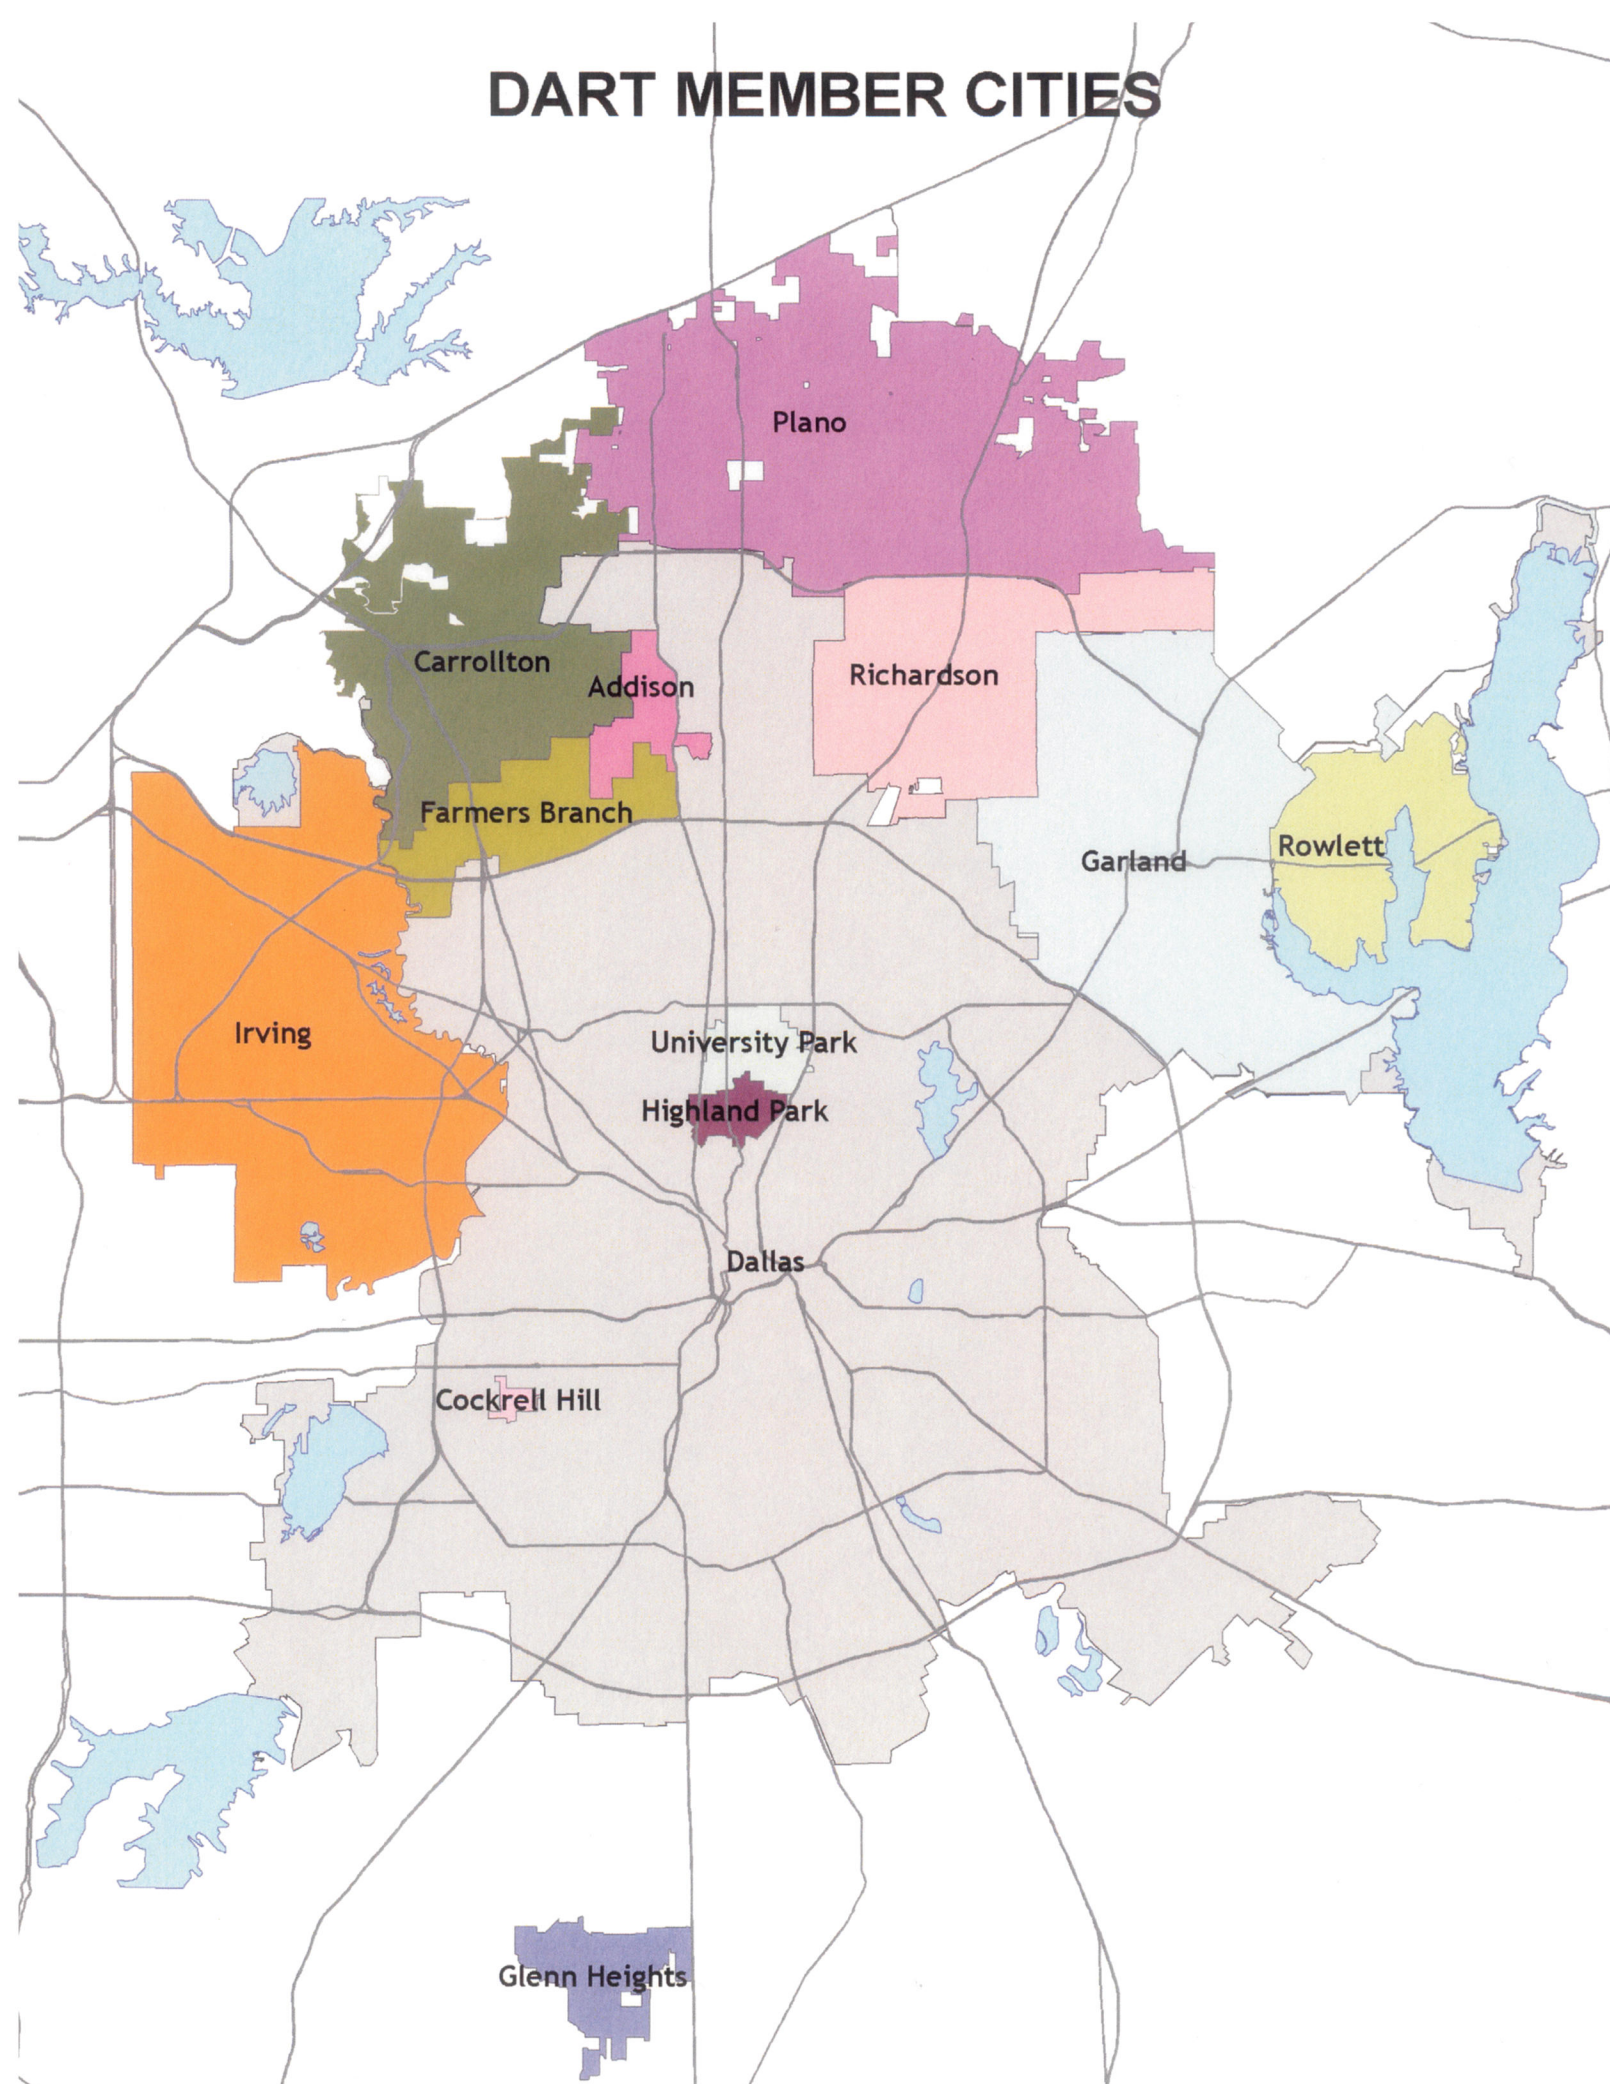 DART MEMBER CITIES
Plano
Carrollton
Addison
Richardson
Farmers Branch
Rowlett
Garland
Irving
University Park
Highland Park
Dallas
Cockrell Hill
Glenn Heights